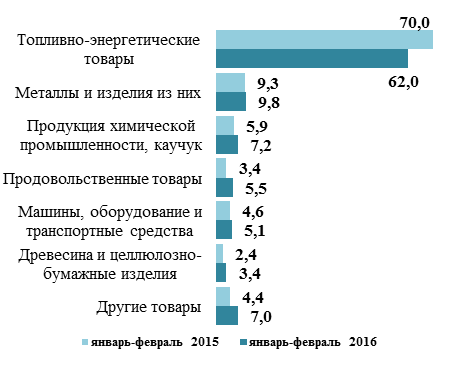 70,0
Топливно-энергетические
товары
62,0
Металлы и изделия из них
9,3
9,8
Продукция химической
промышленности, каучук
5,9
7,2
Продовольственные товары
3,4
5,5
Машины, оборудование и
транспортные средства
4,6
5,1
Древесина и целлюлозно-
бумажные изделия
2,4
3,4
Другие товары
4,4
7,0
январь-февраль 2015 январь-февраль 2016